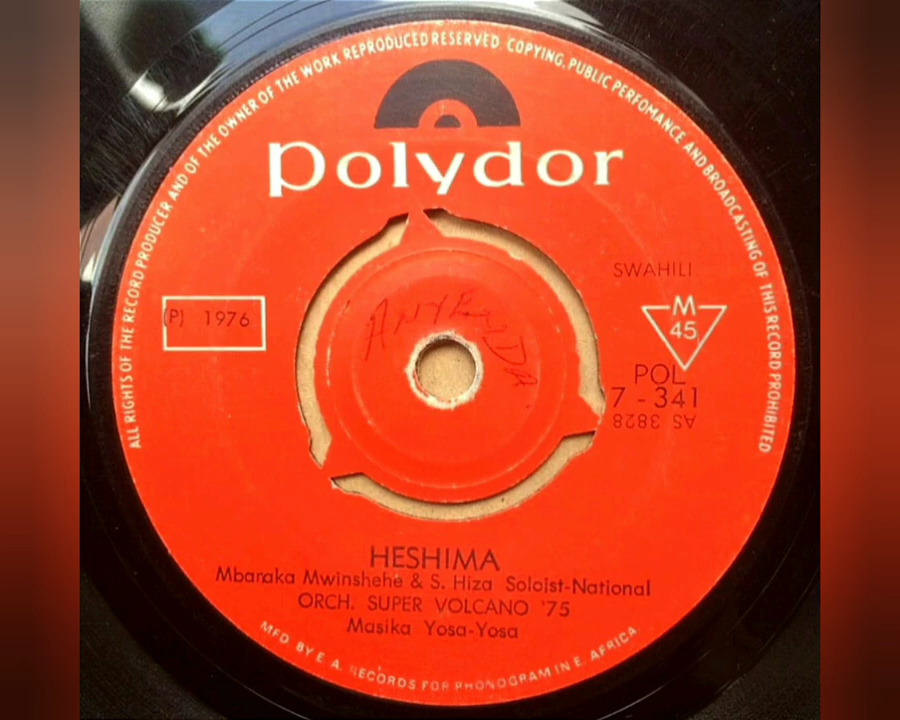 ALL RIGHTS OF THE RECORD PRODUCER AND OF THE OWNER OF THE WORK REPRODUCED RESERVED. COPYING, PUBLIC PERFOMANCE AND BROADCASTING OF THIS RECORD PROHIBITED
polydor
SWAHILI
(P) 1976
ANYENDA
M
45
POL
7 - 341
AS 3828
HESHIMA
Mbaraka Mwinshehe & S. Hiza Soloist-National
ORCH. SUPER VOLCANO '75
Masika Yosa-Yosa
MFD. BY E. A. RECORDS FOR PHONOGRAM IN E. AFRICA